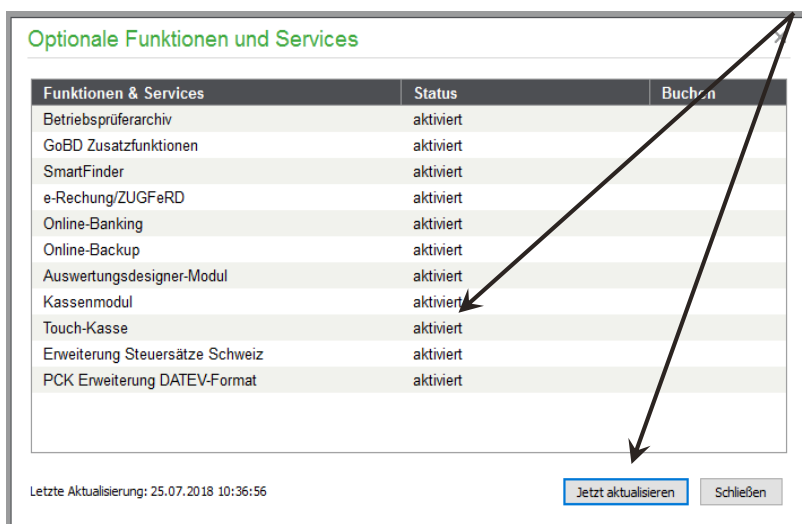 Optionale Funktionen und Services
Funktionen & Services Status Buchen
Betriebsprüferarchiv aktiviert
GoBD Zusatzfunktionen aktiviert
SmartFinder aktiviert
e-Rechung/ZUGFeRD aktiviert
Online-Banking aktiviert
Online-Backup aktiviert
Auswertungsdesigner-Modul aktiviert
Kassenmodul aktiviert
Touch-Kasse aktiviert
Erweiterung Steuersätze Schweiz aktiviert
PCK Erweiterung DATEV-Format aktiviert
Letzte Aktualisierung: 25.07.2018 10:36:56 Jetzt aktualisieren Schließen